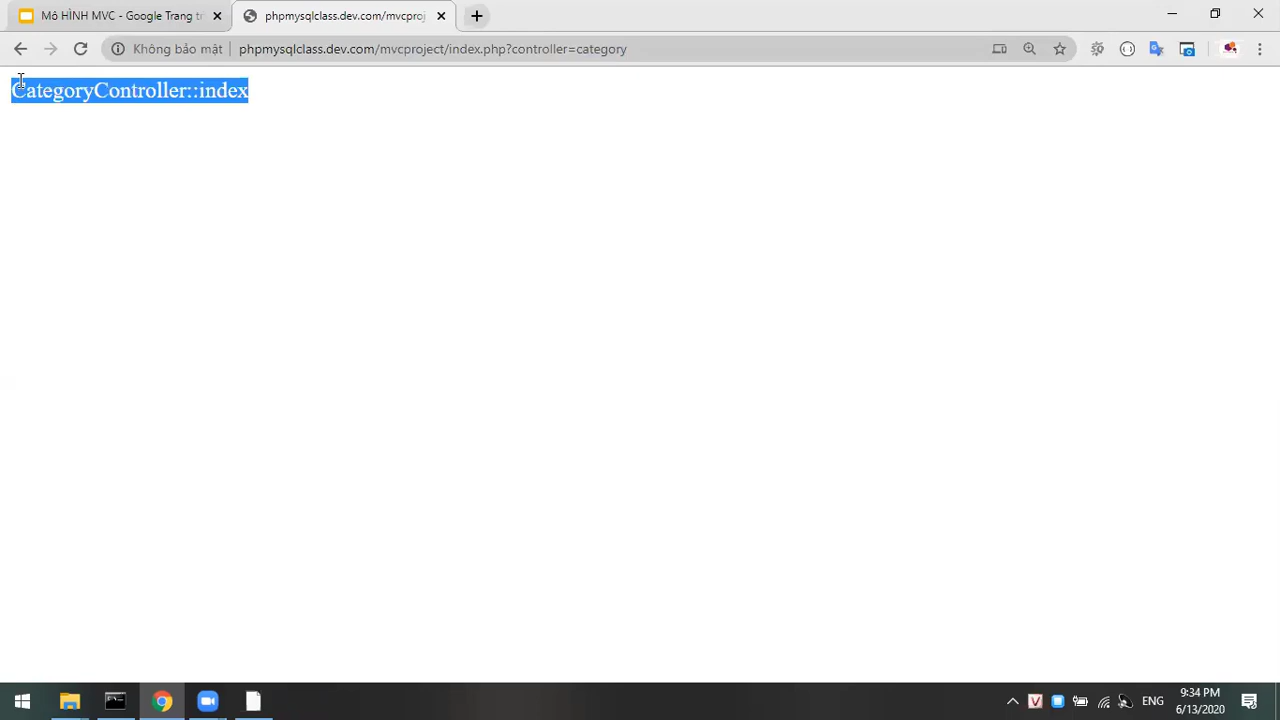 Mô HÌNH MVC - Google Trang tr
phpmysqlclass.dev.com/mvcproj
Không bảo mật
phpmysqlclass.dev.com/mvcproject/index.php?controller=category
CategoryController::index
ENG
9:34 PM
6/13/2020